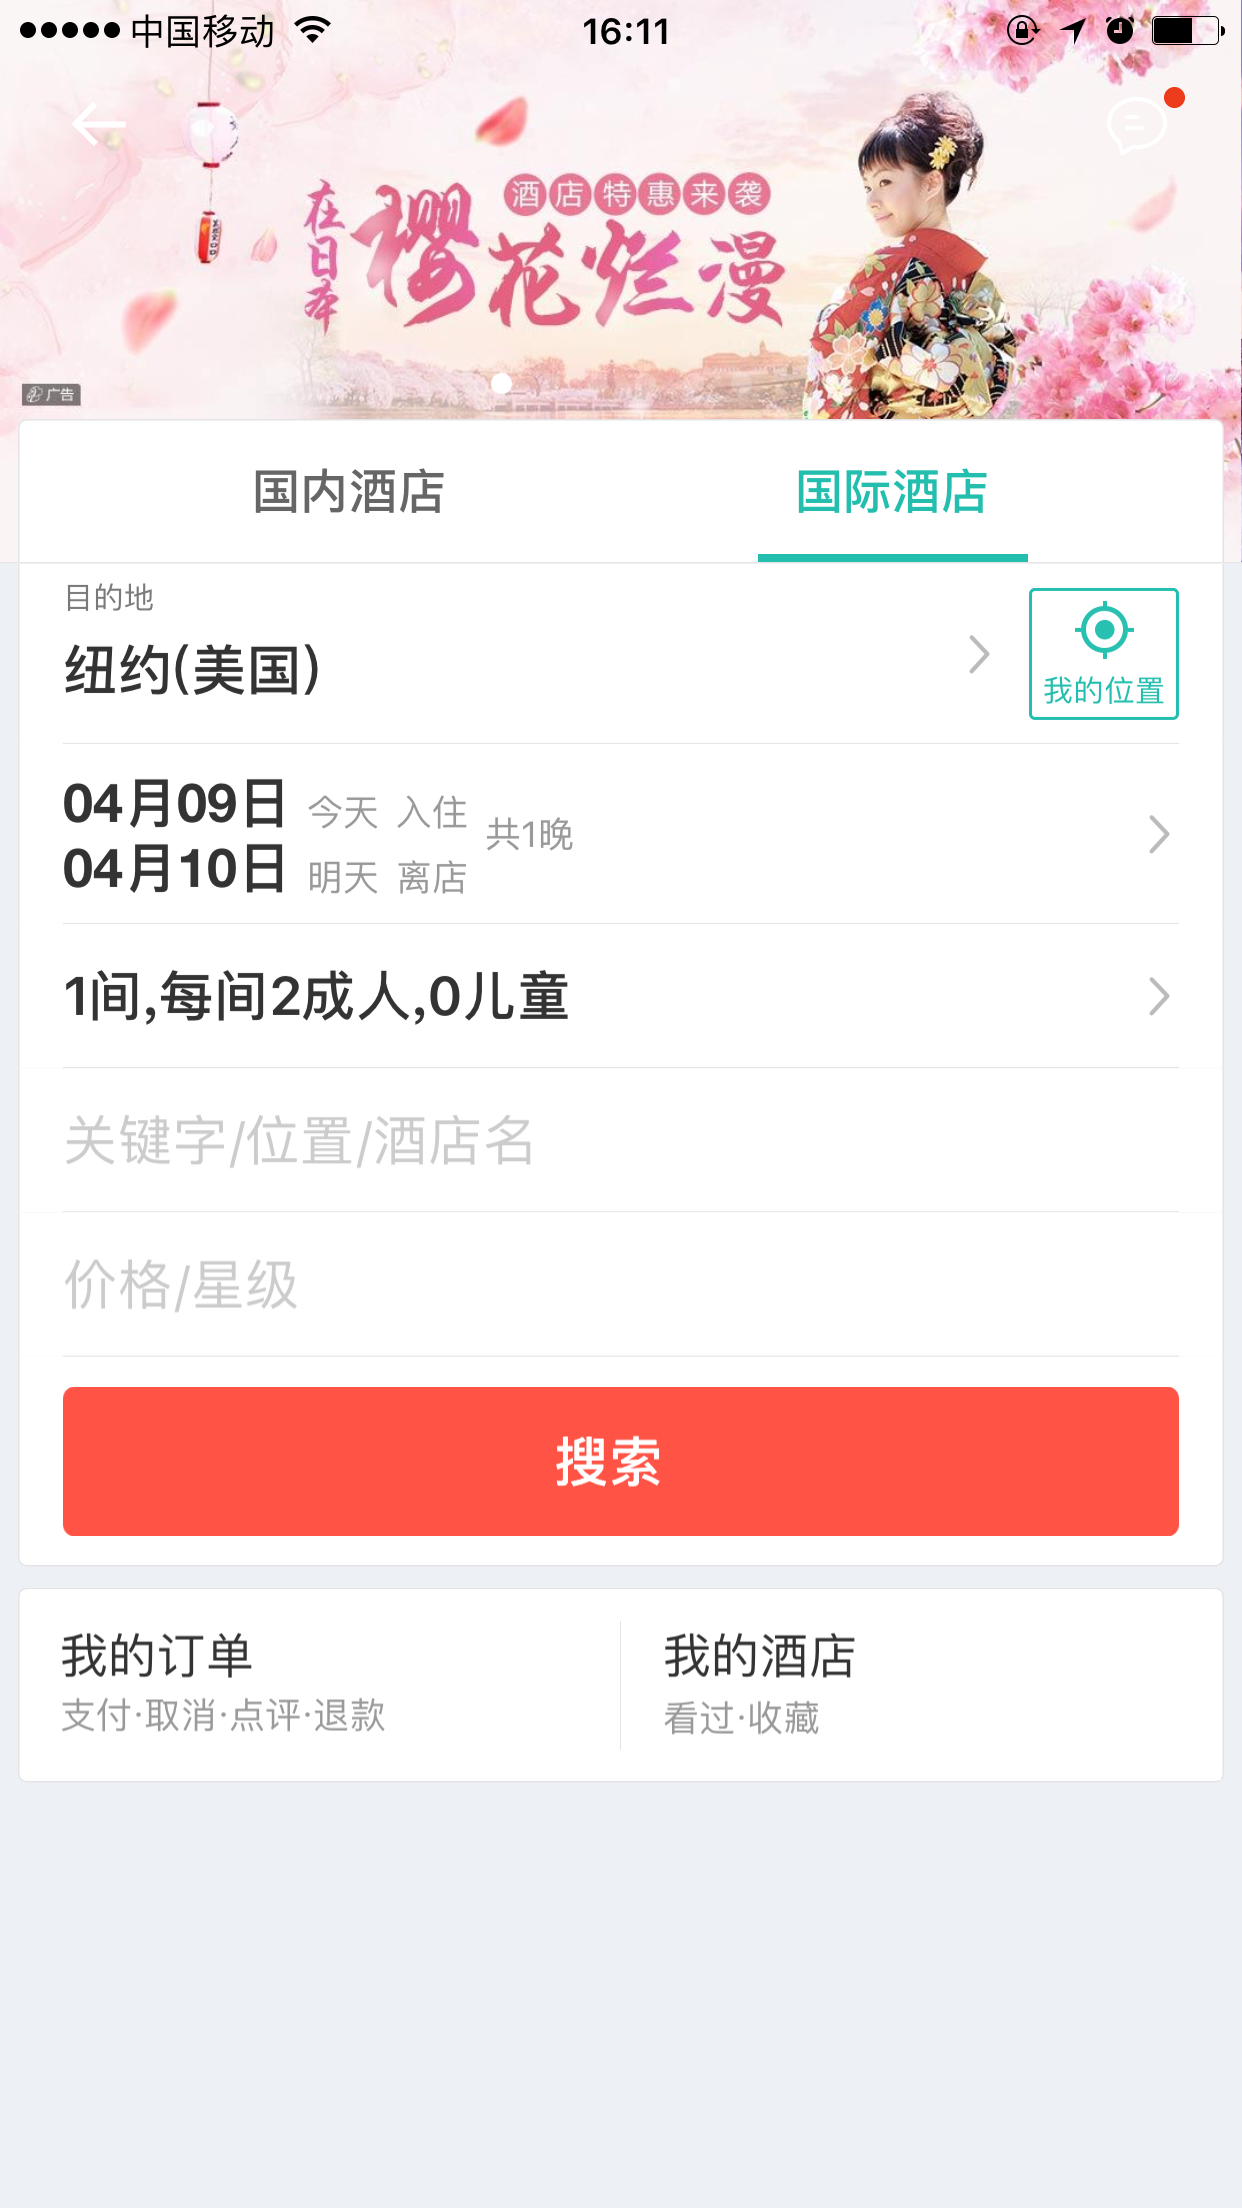 中国移动 16:11
酒店特惠来袭
在日本
樱花烂漫
广告
国内酒店 国际酒店
目的地
纽约(美国)
我的位置
04月09日 今天 入住
共1晚
04月10日 明天 离店
1间,每间2成人,0儿童
关键字/位置/酒店名
价格/星级
搜索
我的订单 我的酒店
支付·取消·点评·退款 看过·收藏